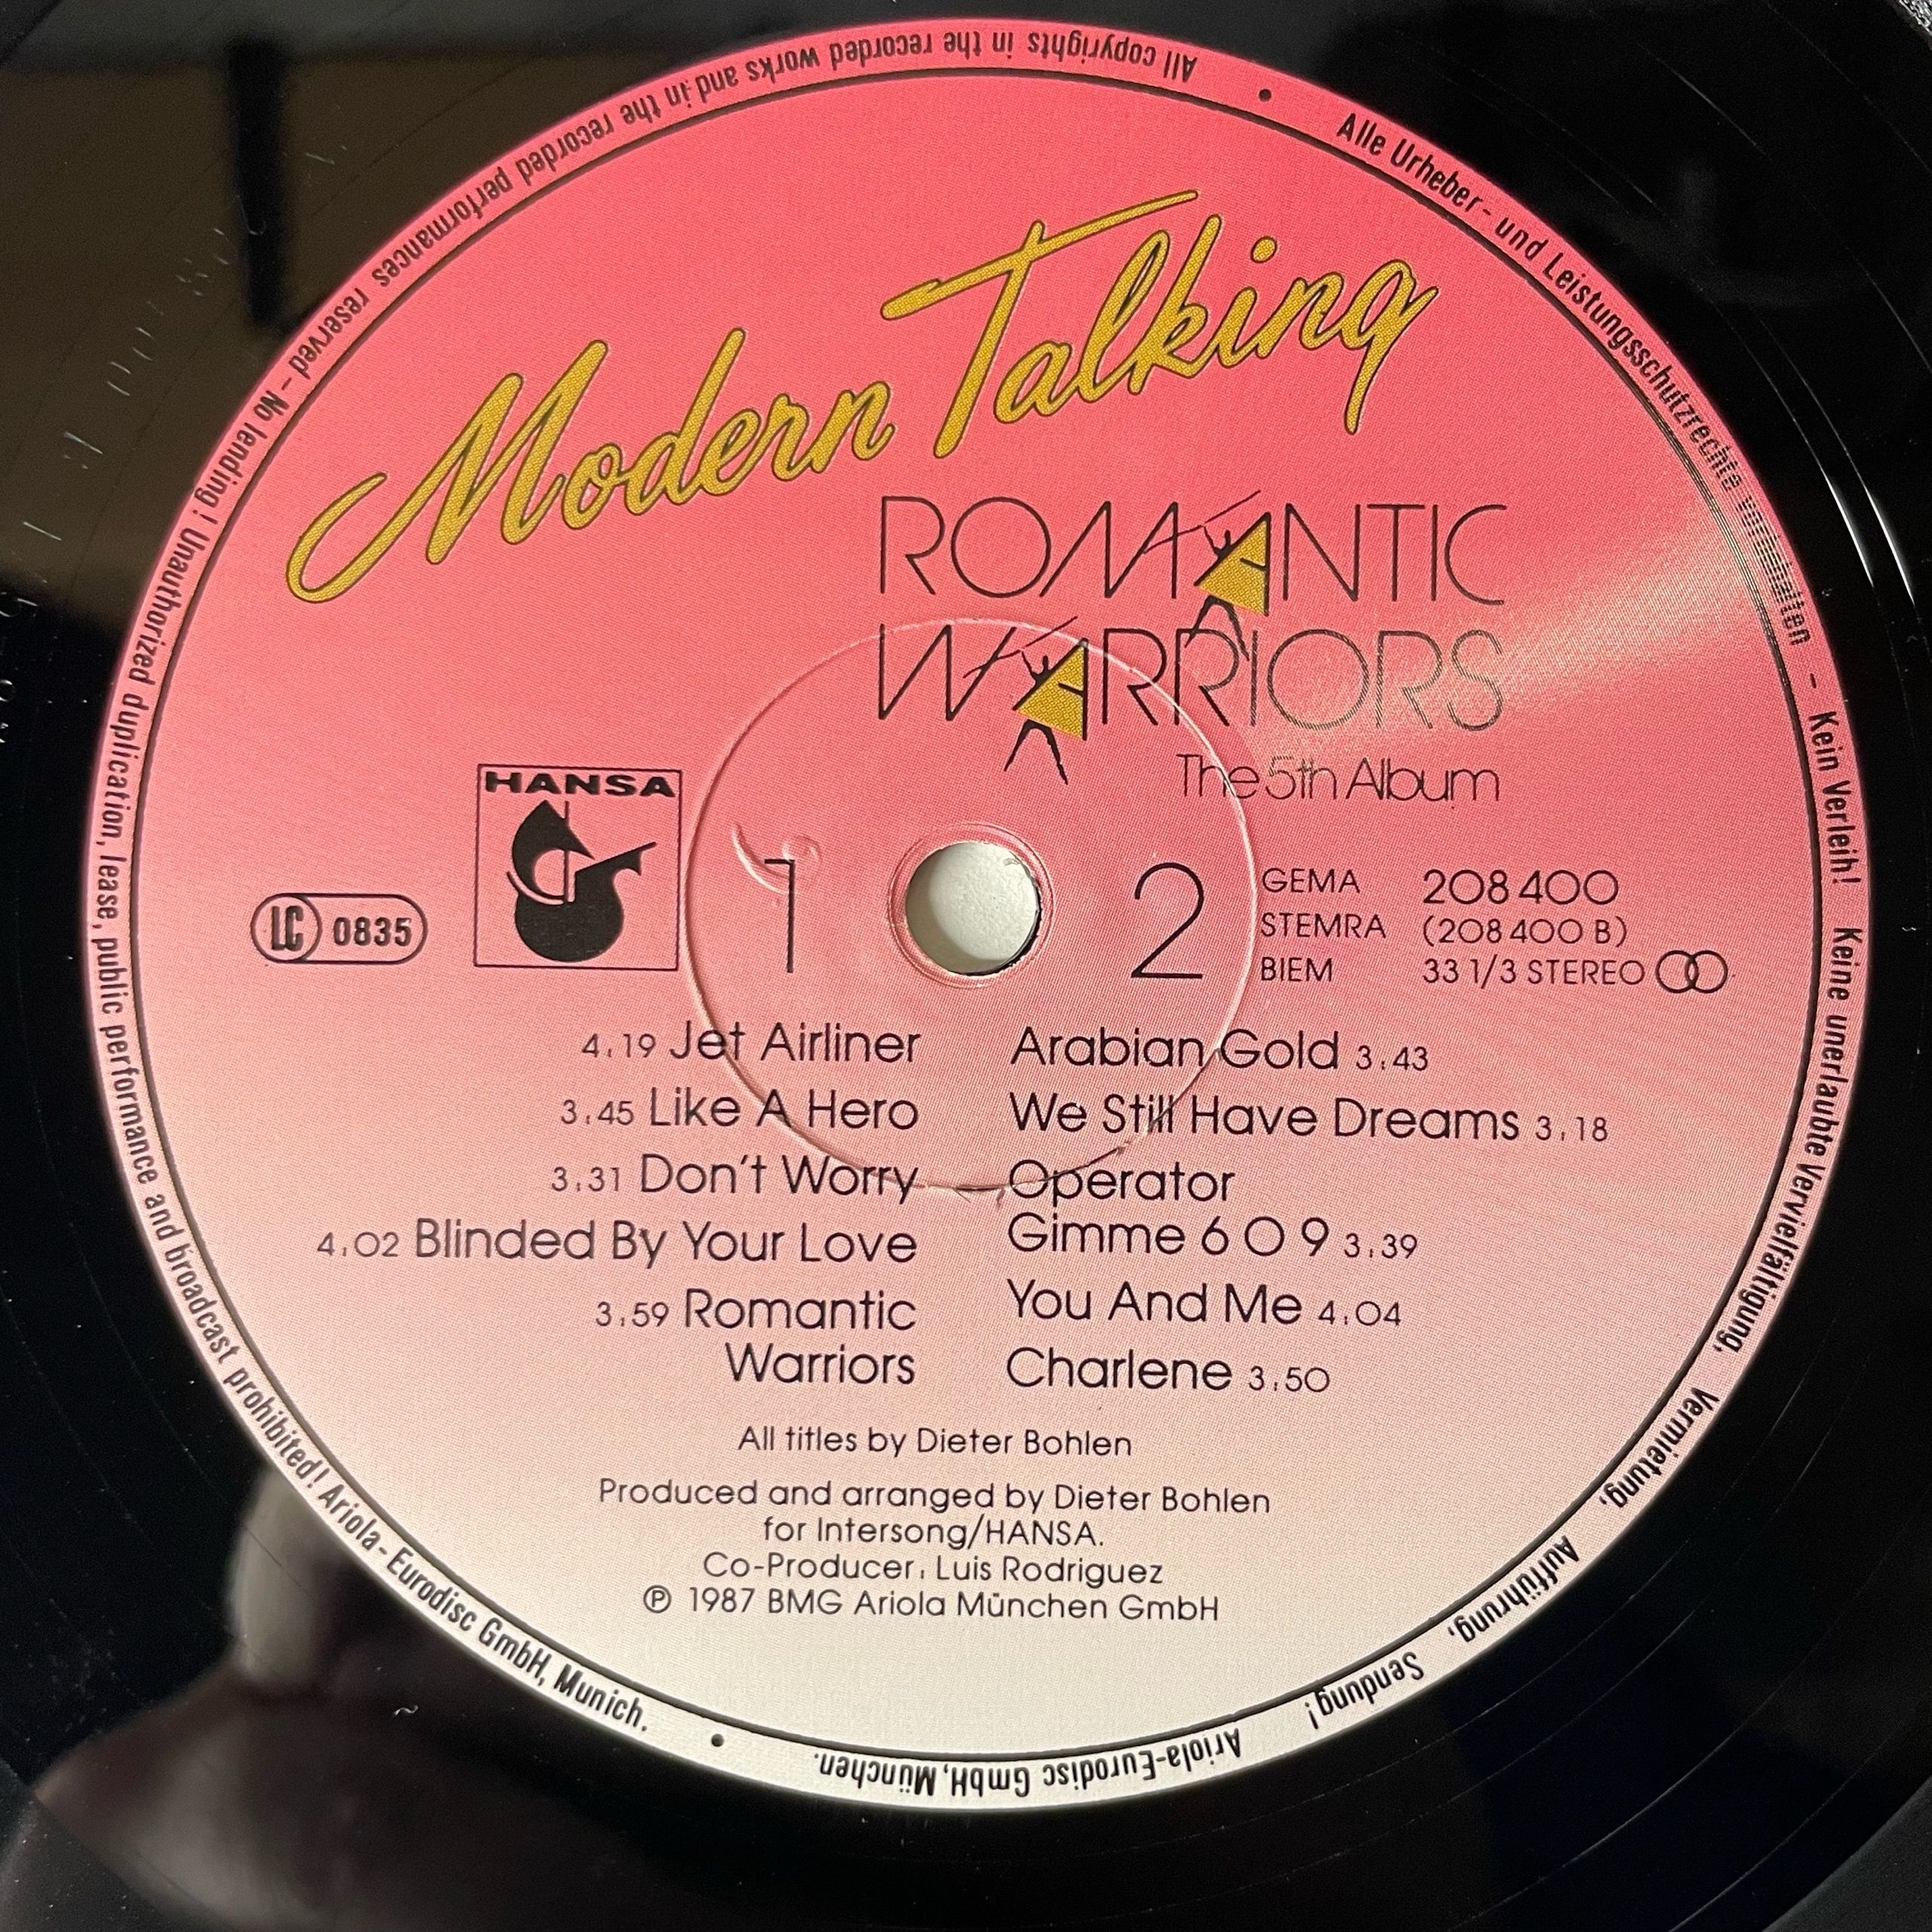 All copyrights in the recorded works and in the recorded performances reserved – No lending! Unauthorized duplication, lease, public performance and broadcast prohibited! Ariola-Eurodisc GmbH, Munich.
Alle Urheber- und Leistungsschutzrechte vorbehalten – Kein Verleih! Keine unerlaubte Vervielfältigung, Vermietung, Aufführung, Sendung! Ariola-Eurodisc GmbH, München.
Modern Talking
ROMANTIC
WARRIORS
The 5th Album
HANSA
LC 0835
1
2
GEMA 208 400
STEMRA (208 400 B)
BIEM 33 1/3 STEREO
4.19 Jet Airliner
3.45 Like A Hero
3.31 Don't Worry
4.02 Blinded By Your Love
3.59 Romantic
Warriors
Arabian Gold 3.43
We Still Have Dreams 3.18
Operator
Gimme 6 0 9 3.39
You And Me 4.04
Charlene 3.50
All titles by Dieter Bohlen
Produced and arranged by Dieter Bohlen
for Intersong/HANSA.
Co-Producer. Luis Rodriguez
℗ 1987 BMG Ariola München GmbH